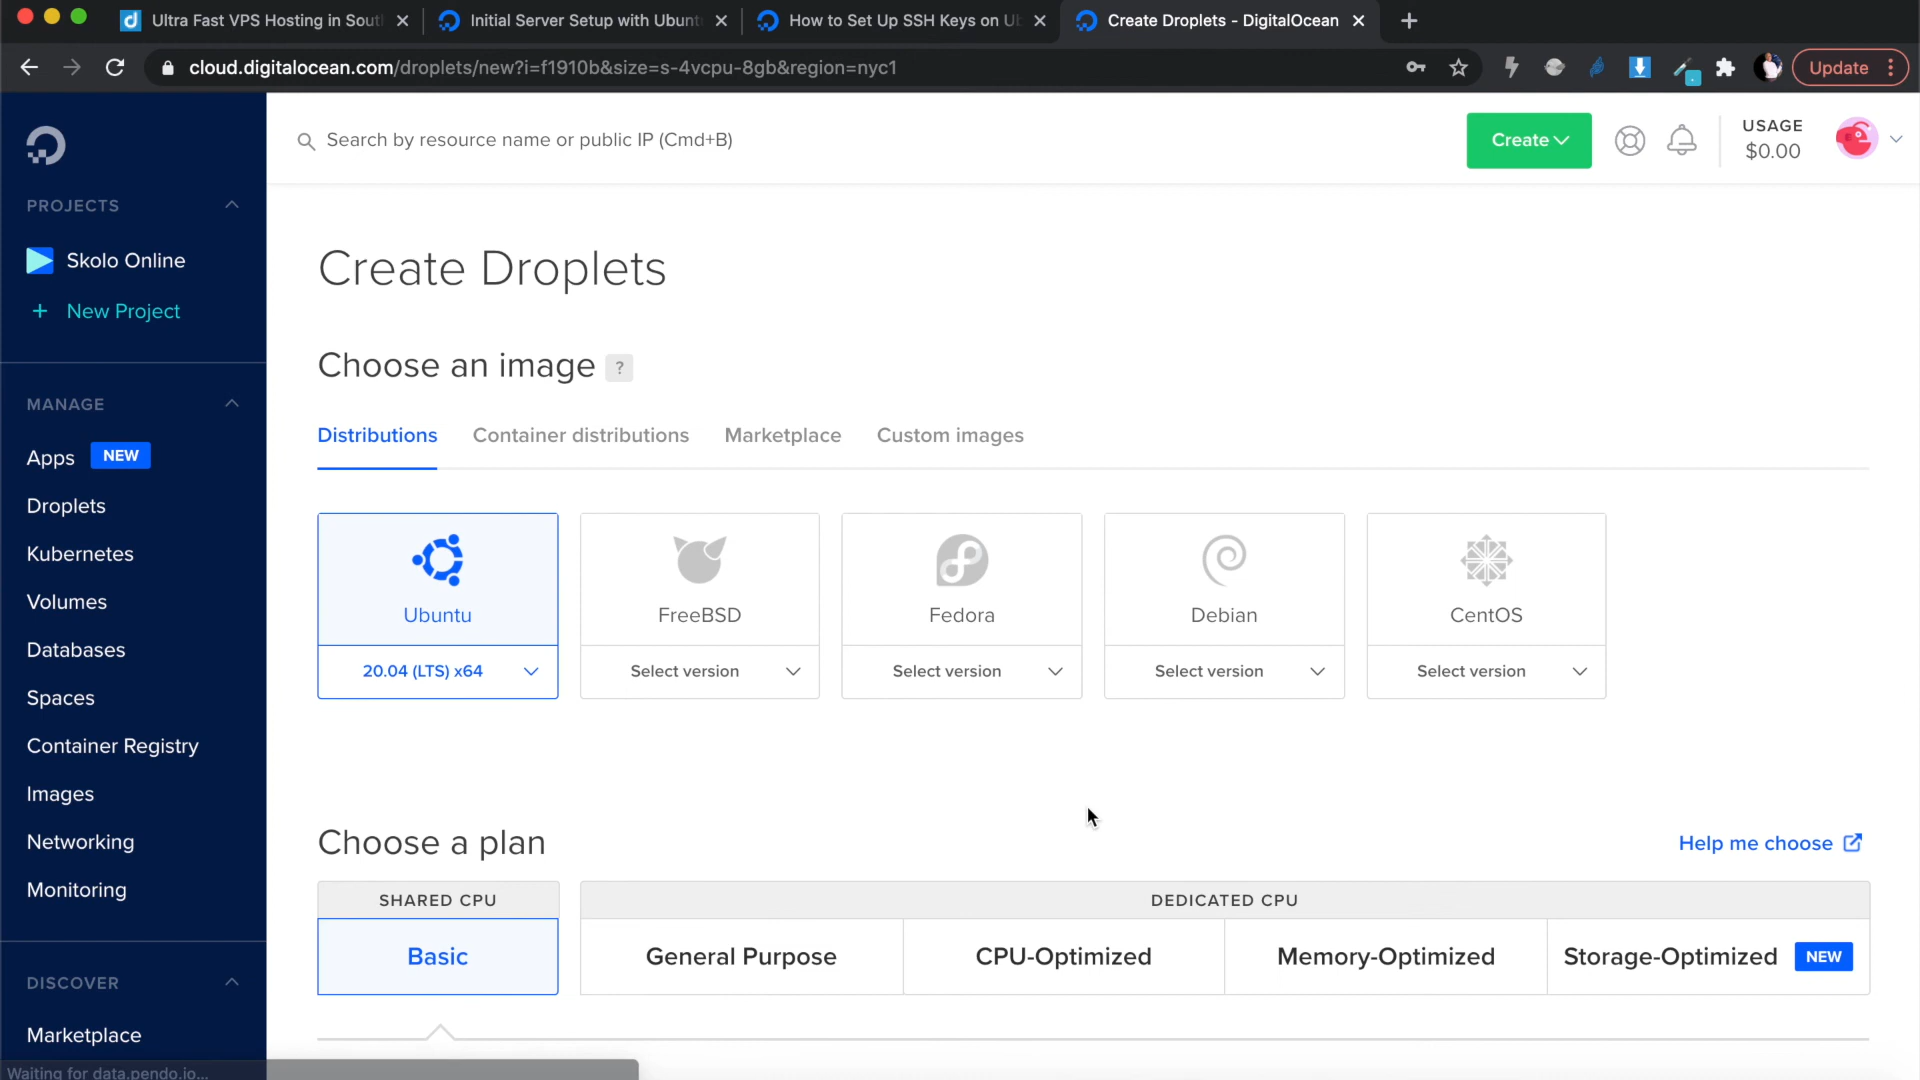 Ultra Fast VPS Hosting in Sout
Initial Server Setup with Ubunt
How to Set Up SSH Keys on Ub
Create Droplets - DigitalOcean
cloud.digitalocean.com/droplets/new?i=f1910b&size=s-4vcpu-8gb&region=nyc1
Update
Search by resource name or public IP (Cmd+B)
Create
USAGE
$0.00
PROJECTS
Skolo Online
+ New Project
MANAGE
Apps NEW
Droplets
Kubernetes
Volumes
Databases
Spaces
Container Registry
Images
Networking
Monitoring
DISCOVER
Marketplace
Waiting for data.pendo.io...
Create Droplets
Choose an image ?
Distributions Container distributions Marketplace Custom images
Ubuntu FreeBSD Fedora Debian CentOS
20.04 (LTS) x64 Select version Select version Select version Select version
Choose a plan
Help me choose
SHARED CPU DEDICATED CPU
Basic General Purpose CPU-Optimized Memory-Optimized Storage-Optimized NEW